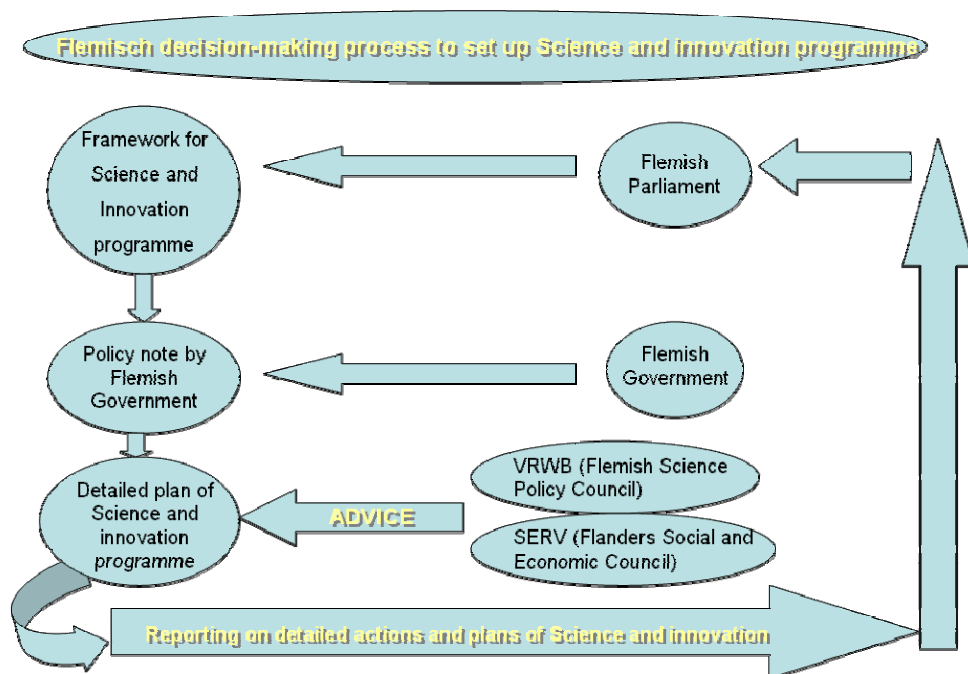 Flemisch decision-making process to set up Science and innovation programme
Framework for
Science and
Innovation
programme
Flemish
Parliament
Policy note by
Flemish
Government
Flemish
Government
VRWB (Flemish Science
Policy Council)
Detailed plan of
Science and
innovation
programme
ADVICE
SERV (Flanders Social and
Economic Council)
Reporting on detailed actions and plans of Science and innovation